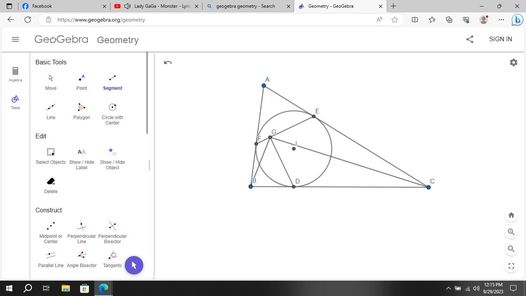 Facebook
Lady GaGa - Monster - Lyri
geogebra geometry - Search
Geometry - GeoGebra
https://www.geogebra.org/geometry
GeoGebra Geometry
SIGN IN
Algebra
Tools
Basic Tools
Move Point Segment
Line Polygon Circle with Center
Edit
Select Objects Show / Hide Label Show / Hide Object
Delete
Construct
Midpoint or Center Perpendicular Line Perpendicular Bisector
Parallel Line Angle Bisector Tangents
A
E
F
G
I
B
D
C
12:15 PM
9/29/2023